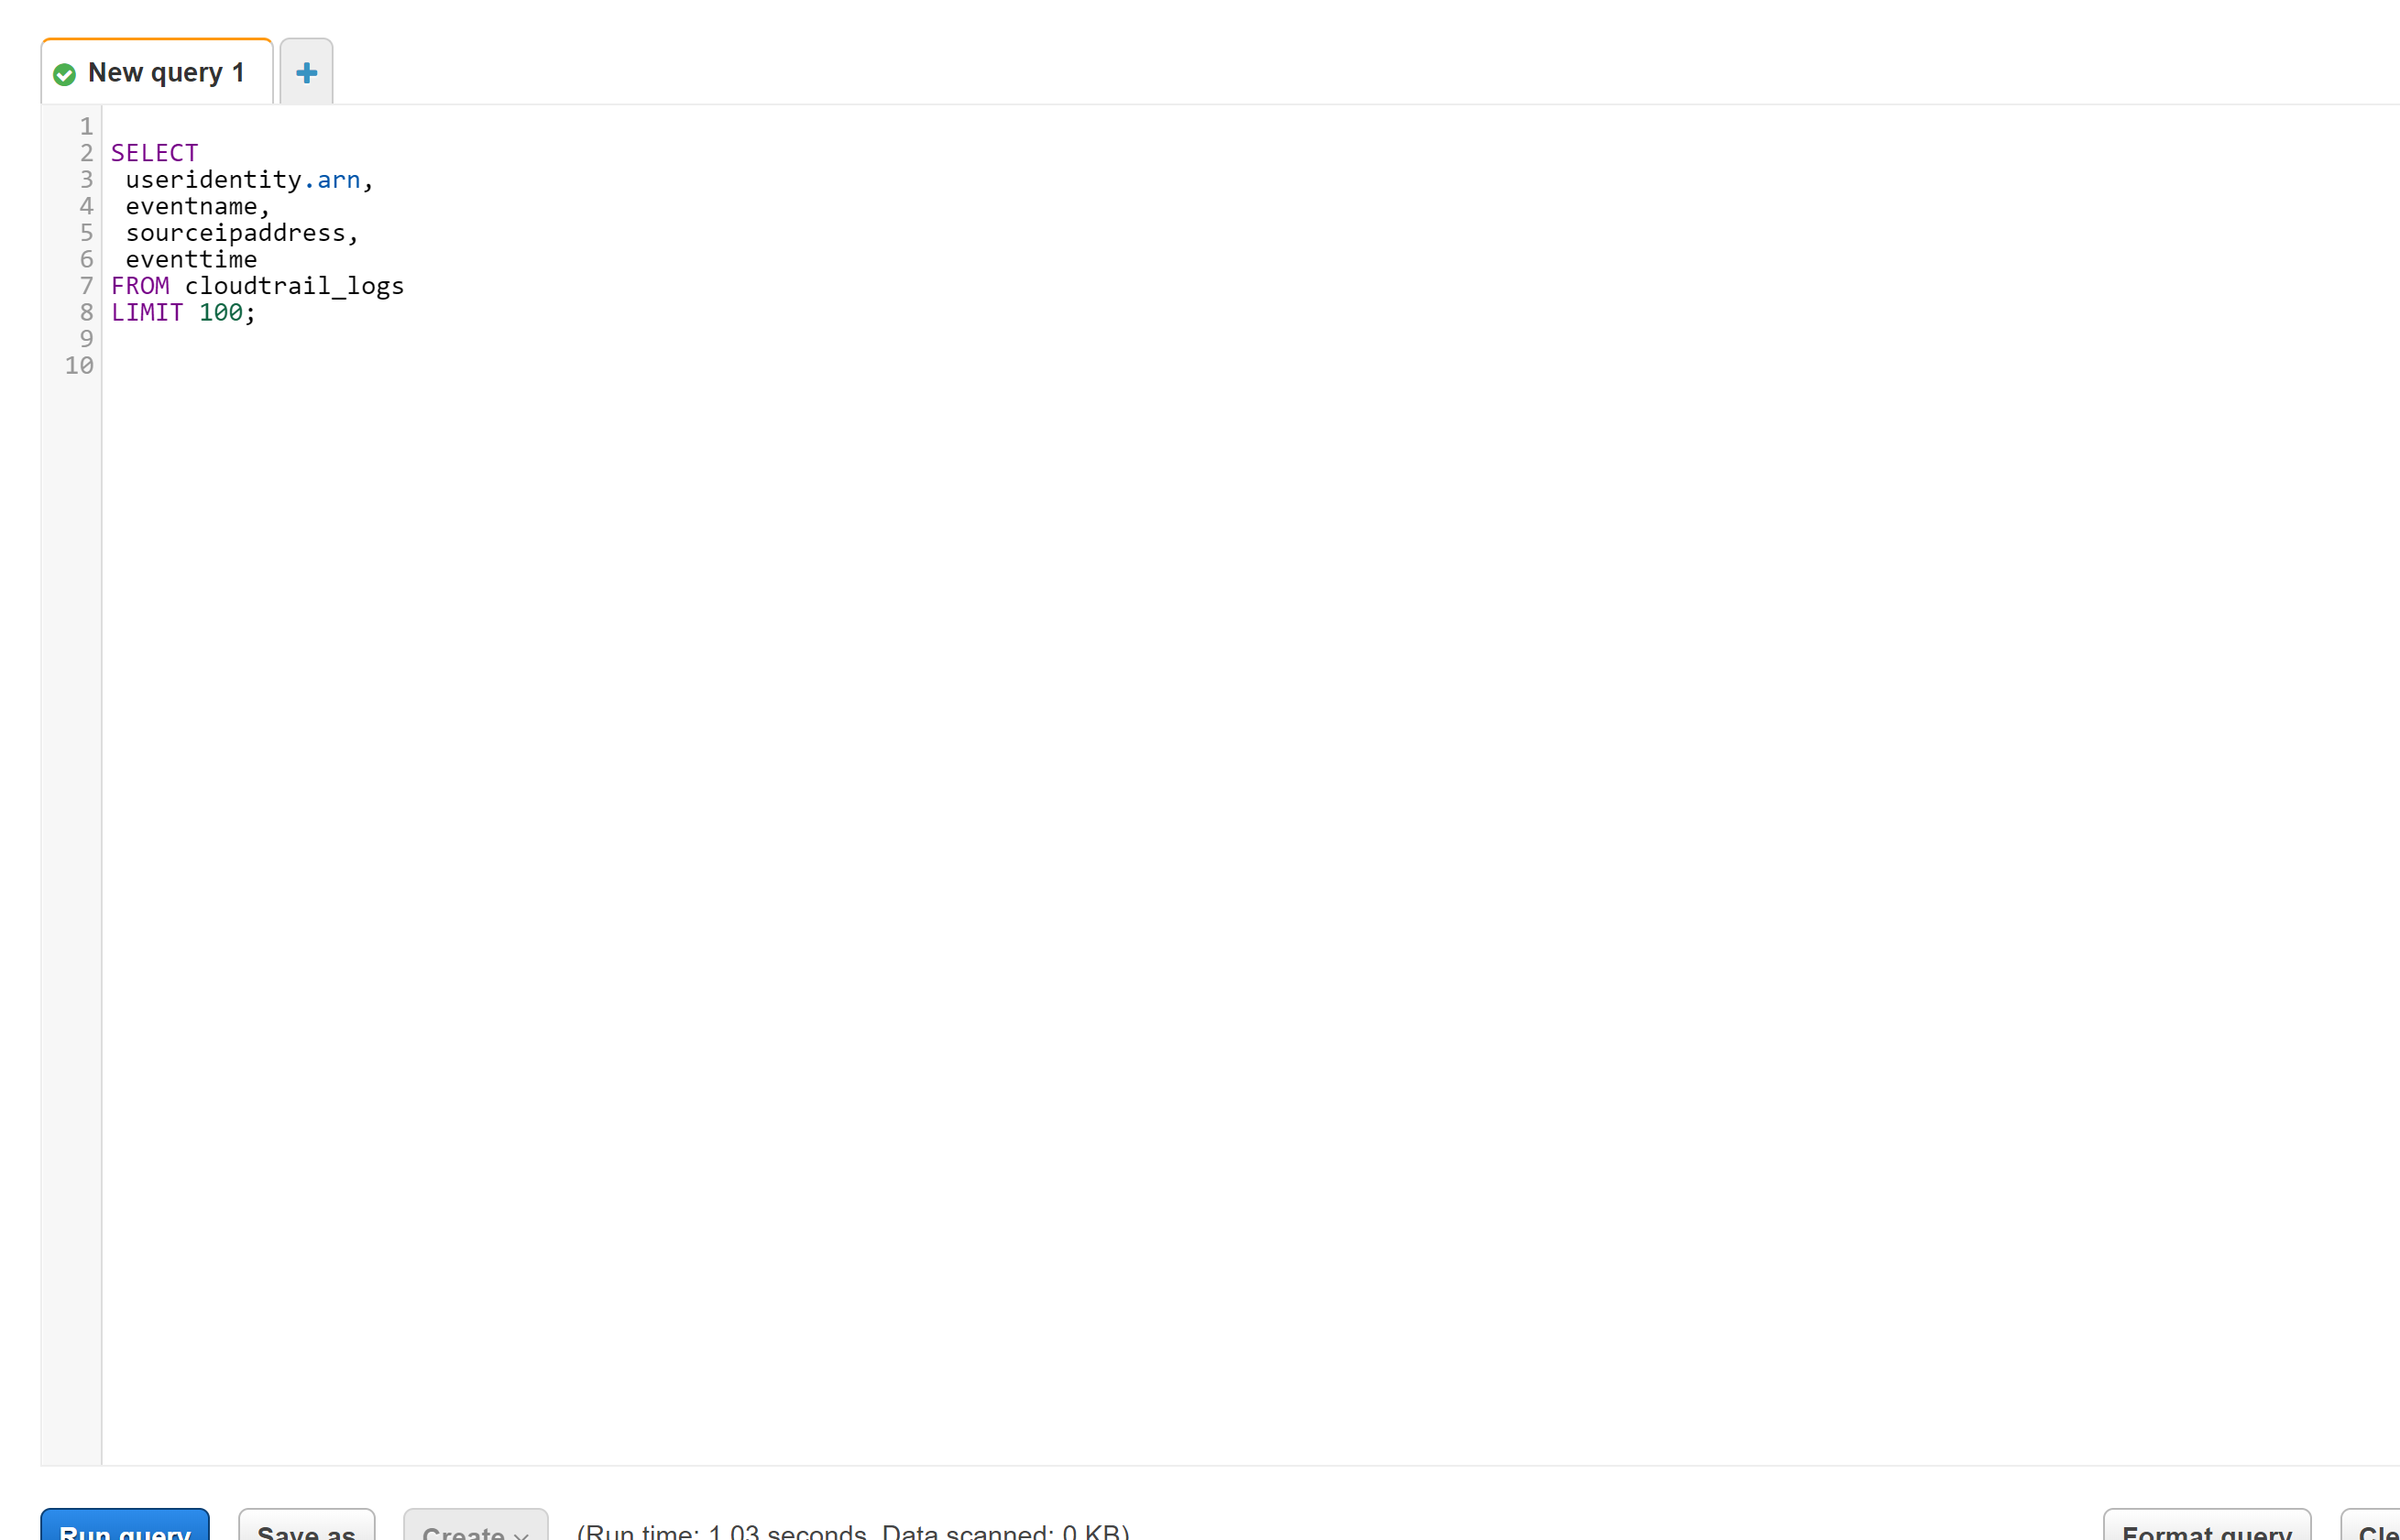 New query 1
1
2 SELECT
3 useridentity.arn,
4 eventname,
5 sourceipaddress,
6 eventtime
7 FROM cloudtrail_logs
8 LIMIT 100;
9
10
Run query Save as Create (Run time: 1.03 seconds, Data scanned: 0 KB) Format query Cle